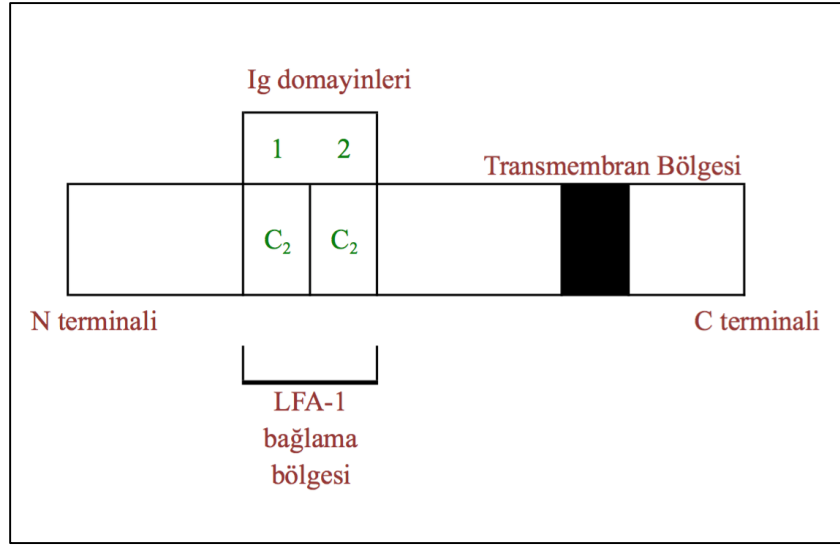 Ig domayinleri
1 2
Transmembran Bölgesi
C₂ C₂
N terminali
C terminali
LFA-1
bağlama
bölgesi